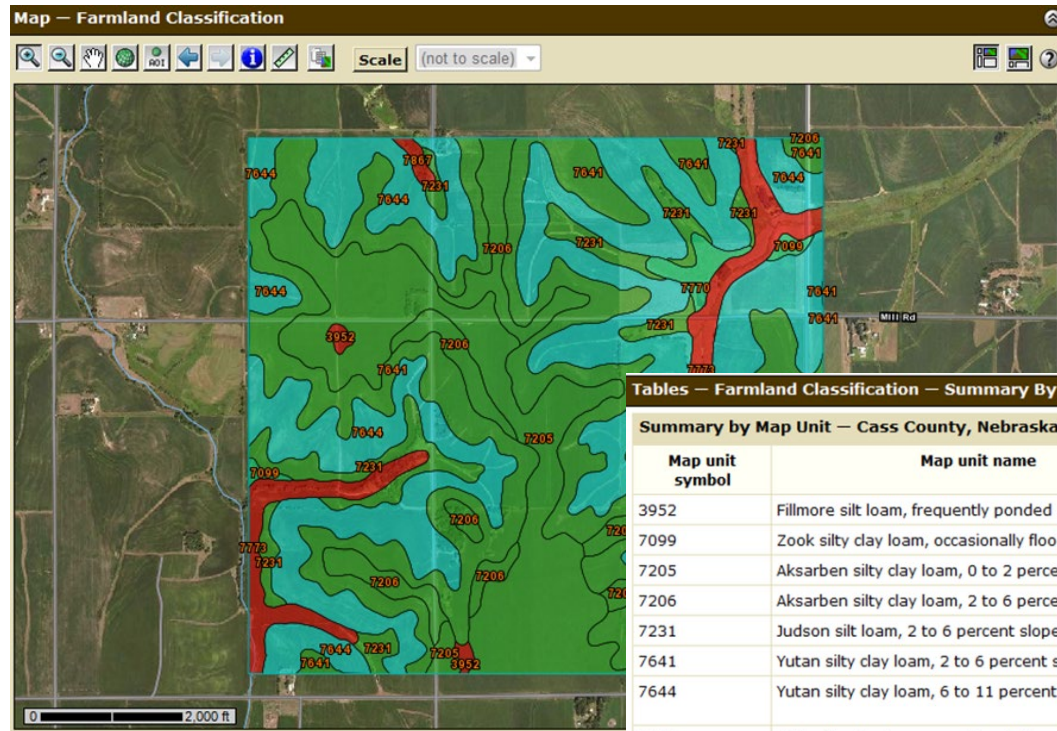 Map — Farmland Classification
Scale (not to scale)
7206
7231
7641
7867
7641
7641
7644
7644
7231
7644
7231
7231
7206
7231
7099
7644
7770
7641
7231
7641
Mill Rd
3952
7206
7641
7773
7644
7205
7231
7099
7206
7773
7231
7206
7206
7644
7231
7641
7205
3952
0 2,000 ft
Tables — Farmland Classification — Summary By
Summary by Map Unit — Cass County, Nebraska
Map unit symbol
Map unit name
3952 Fillmore silt loam, frequently ponded
7099 Zook silty clay loam, occasionally floo
7205 Aksarben silty clay loam, 0 to 2 perce
7206 Aksarben silty clay loam, 2 to 6 perce
7231 Judson silt loam, 2 to 6 percent slope
7641 Yutan silty clay loam, 2 to 6 percent s
7644 Yutan silty clay loam, 6 to 11 percent